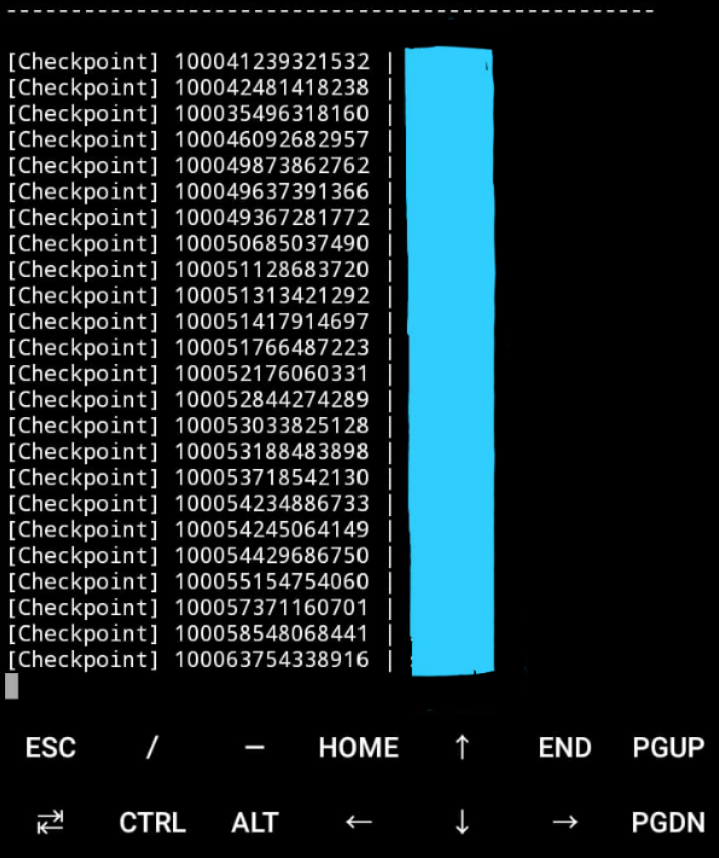 --------------------------------------------------
[Checkpoint] 100041239321532 |
[Checkpoint] 100042481418238 |
[Checkpoint] 100035496318160 |
[Checkpoint] 100046092682957 |
[Checkpoint] 100049873862762 |
[Checkpoint] 100049637391366 |
[Checkpoint] 100049367281772 |
[Checkpoint] 100050685037490 |
[Checkpoint] 100051128683720 |
[Checkpoint] 100051313421292 |
[Checkpoint] 100051417914697 |
[Checkpoint] 100051766487223 |
[Checkpoint] 100052176060331 |
[Checkpoint] 100052844274289 |
[Checkpoint] 100053033825128 |
[Checkpoint] 100053188483898 |
[Checkpoint] 100053718542130 |
[Checkpoint] 100054234886733 |
[Checkpoint] 100054245064149 |
[Checkpoint] 100054429686750 |
[Checkpoint] 100055154754060 |
[Checkpoint] 100057371160701 |
[Checkpoint] 100058548068441 |
[Checkpoint] 100063754338916 |
ESC / — HOME ↑ END PGUP
CTRL ALT ← ↓ → PGDN